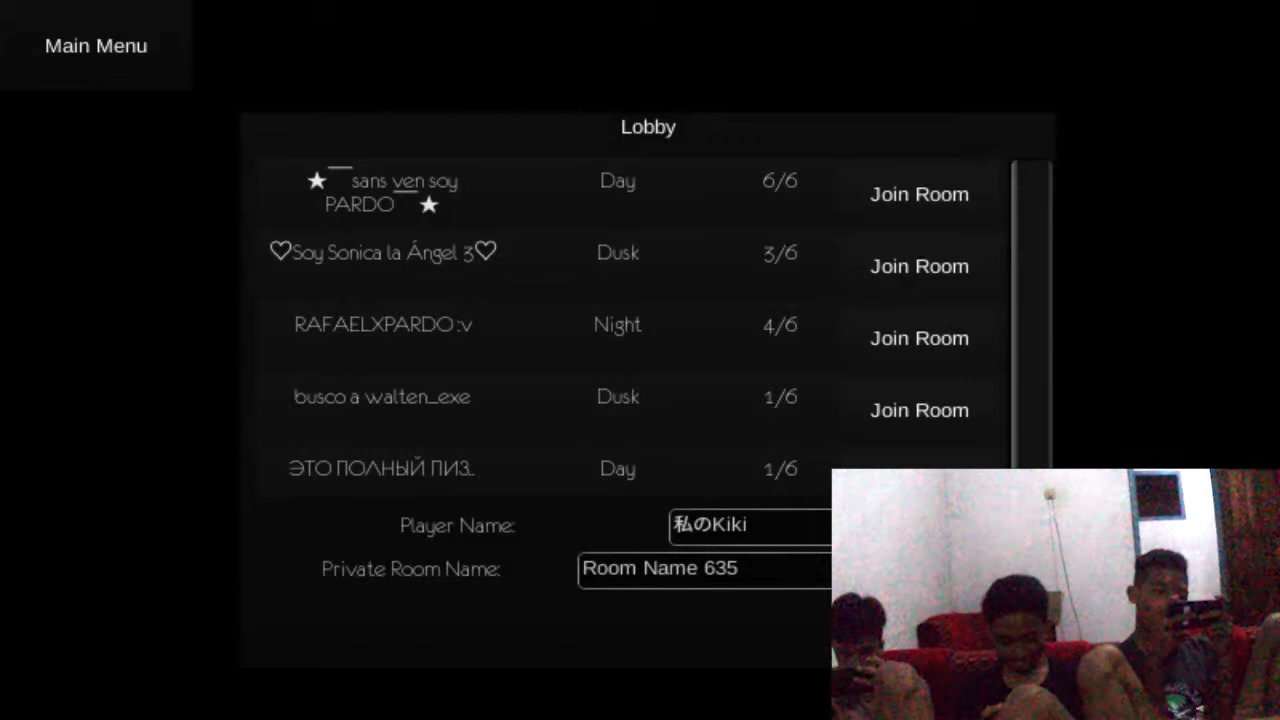 Main Menu
Lobby
★ ¯¯sans ven soy Day 6/6 Join Room
PARDO¯¯ ★
♡Soy Sonica la Ángel 3♡ Dusk 3/6 Join Room
RAFAELXPARDO :v Night 4/6 Join Room
busco a walten_exe Dusk 1/6 Join Room
ЭТО ПОЛНЫЙ ПИЗ... Day 1/6
Player Name: 私のKiki
Private Room Name: Room Name 635